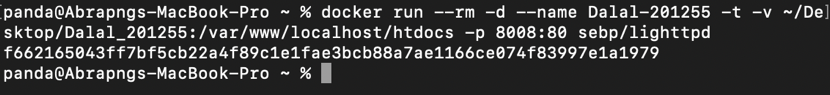 [panda@Abrapngs-MacBook-Pro ~ % docker run --rm -d --name Dalal-201255 -t -v ~/De]
sktop/Dalal_201255:/var/www/localhost/htdocs -p 8008:80 sebp/lighttpd
f662165043ff7bf5cb22a4f89c1e1fae3bcb88a7ae1166ce074f83997e1a1979
panda@Abrapngs-MacBook-Pro ~ %